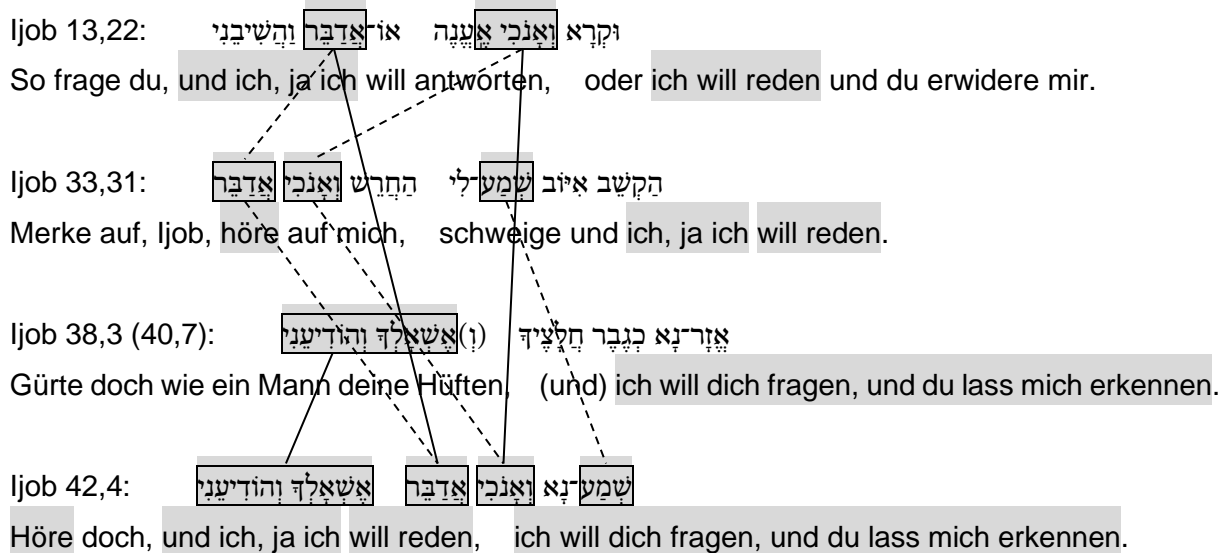 Ijob 13,22: וּקְרָא וְאָנֹכִי אֶעֱנֶה אוֹ־אֲדַבֵּר וַהֲשִׁיבֵנִי
So frage du, und ich, ja ich will antworten, oder ich will reden und du erwidere mir.
Ijob 33,31: הַקְשֵׁב אִיּוֹב שְׁמַע־לִי הַחֲרֵשׁ וְאָנֹכִי אֲדַבֵּר
Merke auf, Ijob, höre auf mich, schweige und ich, ja ich will reden.
Ijob 38,3 (40,7): אֱזָר־נָא כְגֶבֶר חֲלָצֶיךָ (וְ)אֶשְׁאָלְךָ וְהוֹדִיעֵנִי
Gürte doch wie ein Mann deine Hüften, (und) ich will dich fragen, und du lass mich erkennen.
Ijob 42,4: שְׁמַע־נָא וְאָנֹכִי אֲדַבֵּר אֶשְׁאָלְךָ וְהוֹדִיעֵנִי
Höre doch, und ich, ja ich will reden, ich will dich fragen, und du lass mich erkennen.